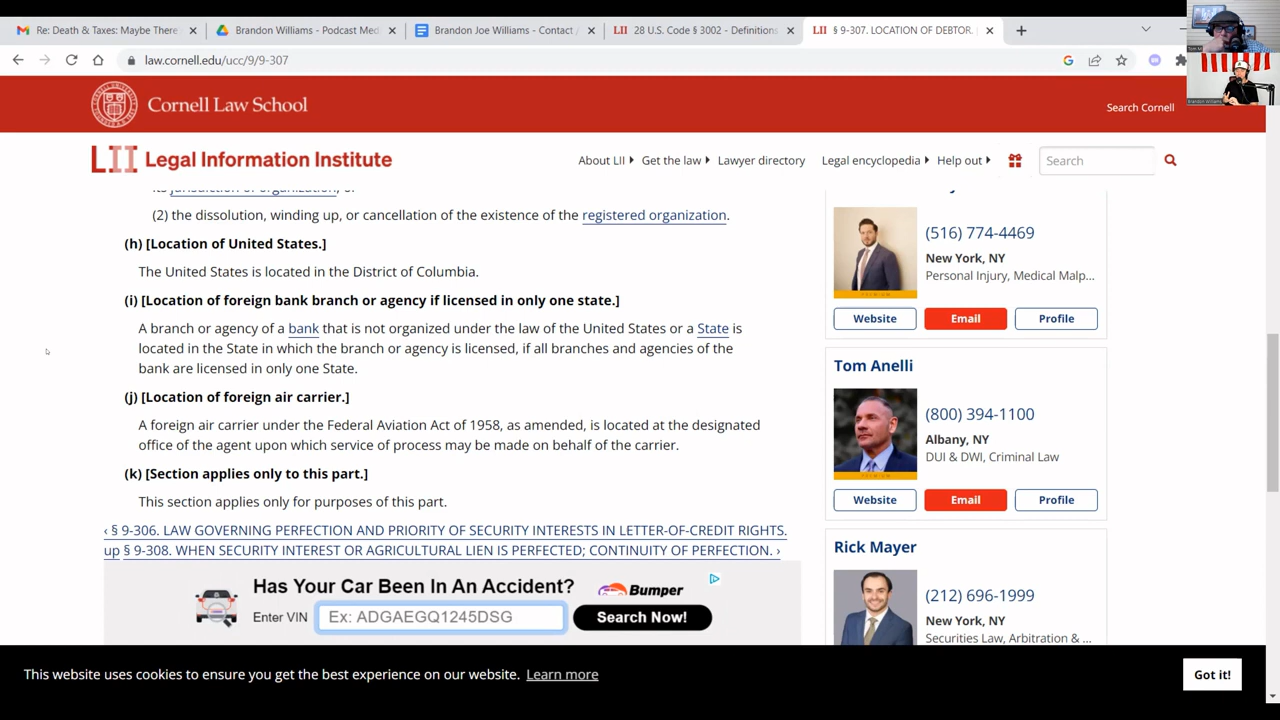 Re: Death & Taxes: Maybe There
Brandon Williams - Podcast Med
Brandon Joe Williams - Contact /
LII 28 U.S. Code § 3002 - Definitions
LII § 9-307. LOCATION OF DEBTOR.
law.cornell.edu/ucc/9/9-307
Cornell Law School
Search Cornell
LII Legal Information Institute
About LII
Get the law
Lawyer directory
Legal encyclopedia
Help out
Search
its jurisdiction of organization; or
(2) the dissolution, winding up, or cancellation of the existence of the registered organization.
(h) [Location of United States.]
The United States is located in the District of Columbia.
(i) [Location of foreign bank branch or agency if licensed in only one state.]
A branch or agency of a bank that is not organized under the law of the United States or a State is
located in the State in which the branch or agency is licensed, if all branches and agencies of the
bank are licensed in only one State.
(j) [Location of foreign air carrier.]
A foreign air carrier under the Federal Aviation Act of 1958, as amended, is located at the designated
office of the agent upon which service of process may be made on behalf of the carrier.
(k) [Section applies only to this part.]
This section applies only for purposes of this part.
‹ § 9-306. LAW GOVERNING PERFECTION AND PRIORITY OF SECURITY INTERESTS IN LETTER-OF-CREDIT RIGHTS.
up § 9-308. WHEN SECURITY INTEREST OR AGRICULTURAL LIEN IS PERFECTED; CONTINUITY OF PERFECTION. ›
Has Your Car Been In An Accident?
Bumper
Enter VIN
Ex: ADGAEGQ1245DSG
Search Now!
(516) 774-4469
New York, NY
Personal Injury, Medical Malp...
Website
Email
Profile
Tom Anelli
(800) 394-1100
Albany, NY
DUI & DWI, Criminal Law
Website
Email
Profile
Rick Mayer
(212) 696-1999
New York, NY
Securities Law, Arbitration & ...
This website uses cookies to ensure you get the best experience on our website. Learn more
Got it!